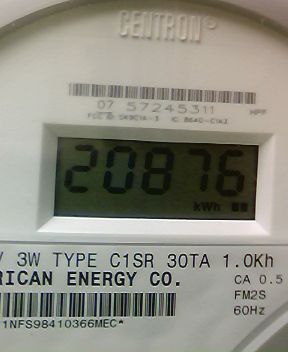 CENTRON®
07 57245311
20876
kWh
V 3W TYPE C1SR 30TA 1.0Kh
RICAN ENERGY CO.
CA 0.5
FM2S
60Hz
1NFS98410366MEC*